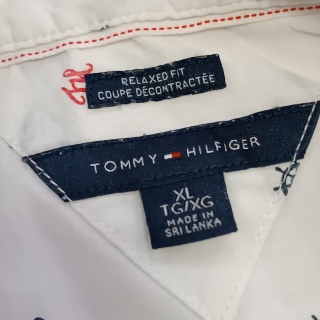 RELAXED FIT
COUPE DÉCONTRACTÉE
TOMMY HILFIGER
XL
TG/XG
MADE IN
SRI LANKA